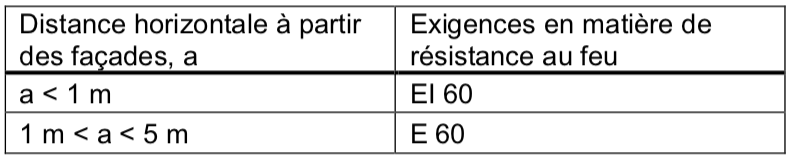 Distance horizontale à partir
des façades, a
Exigences en matière de
résistance au feu
a < 1 m
EI 60
1 m < a < 5 m
E 60